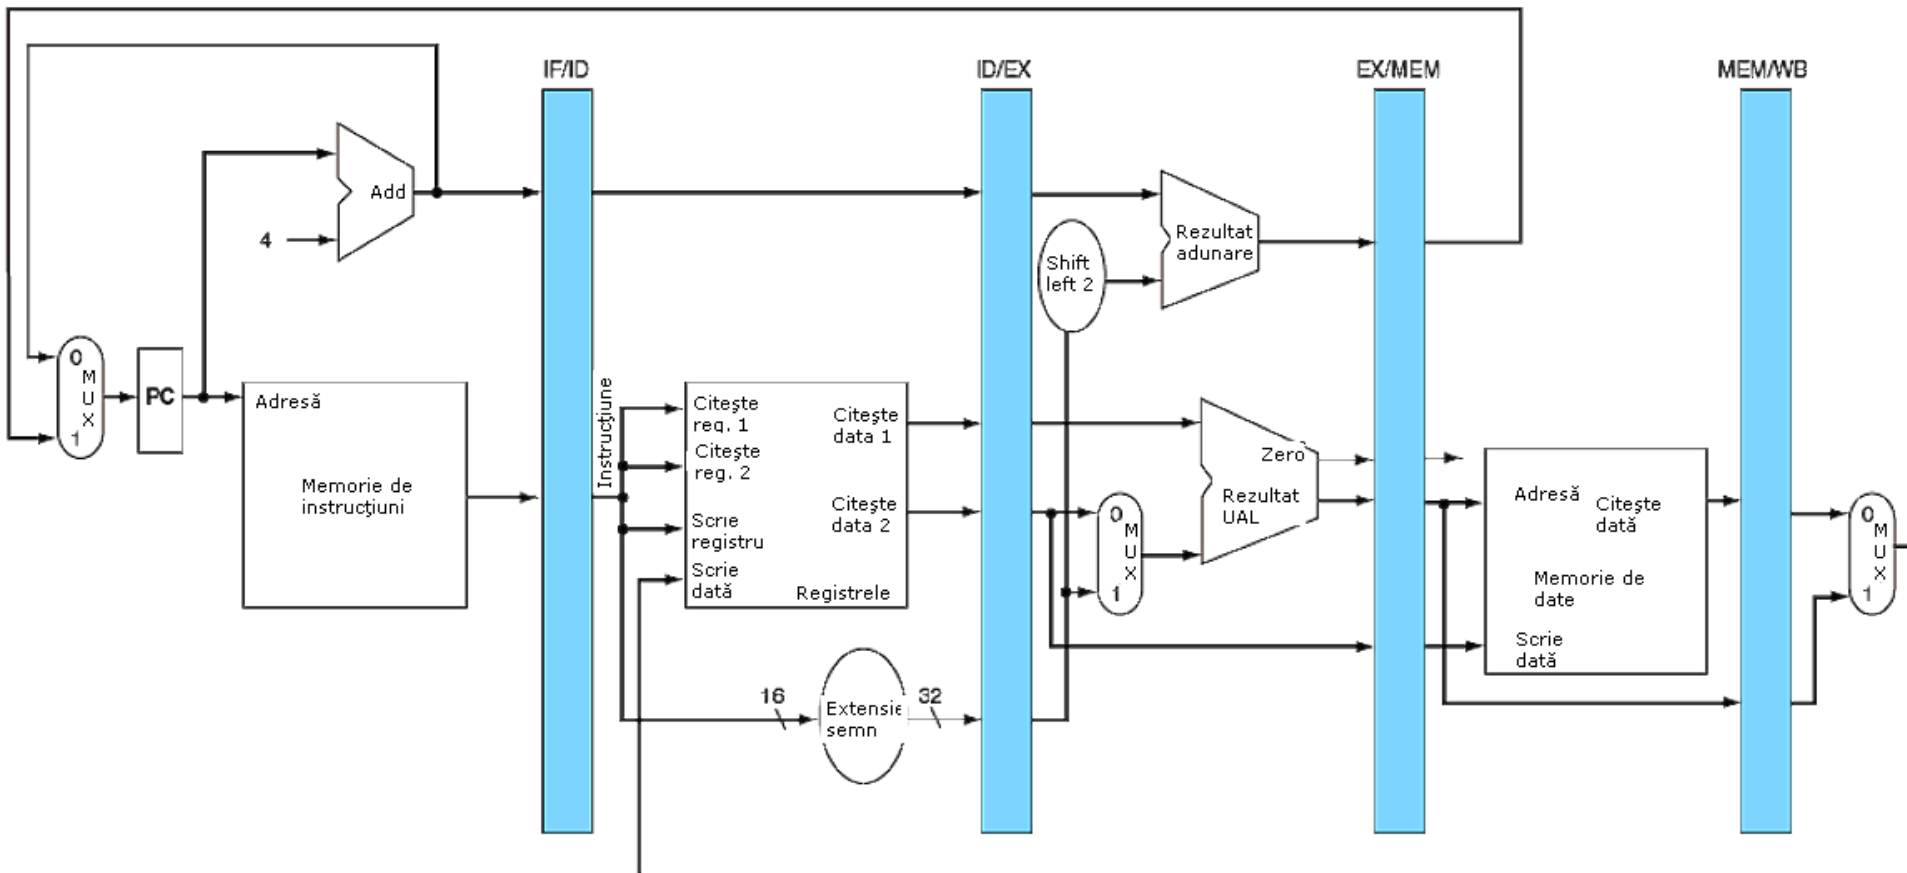 IF/ID
ID/EX
EX/MEM
MEM/WB
Add
4
Shift
left 2
Rezultat
adunare
0
M
U
X
1
PC
Adresă
Memorie de
instrucţiuni
Instrucţiune
Citeşte
reg. 1
Citeşte
reg. 2
Scrie
registru
Scrie
dată
Citeşte
data 1
Citeşte
data 2
Registrele
16
Extensie
semn
32
0
M
U
X
1
Zero
Rezultat
UAL
Adresă
Citeşte
dată
Memorie de
date
Scrie
dată
0
M
U
X
1